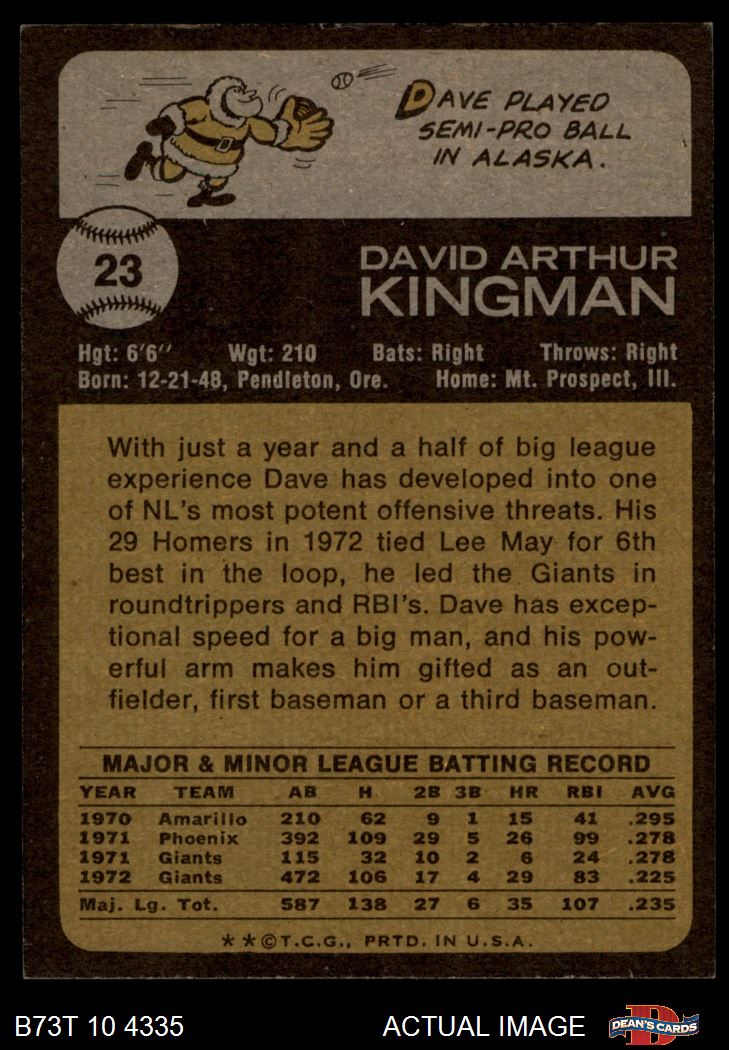 DAVE PLAYED
SEMI-PRO BALL
IN ALASKA.
23
DAVID ARTHUR
KINGMAN
Hgt: 6'6" Wgt: 210 Bats: Right Throws: Right
Born: 12-21-48, Pendleton, Ore. Home: Mt. Prospect, Ill.
With just a year and a half of big league
experience Dave has developed into one
of NL's most potent offensive threats. His
29 Homers in 1972 tied Lee May for 6th
best in the loop, he led the Giants in
roundtrippers and RBI's. Dave has excep-
tional speed for a big man, and his pow-
erful arm makes him gifted as an out-
fielder, first baseman or a third baseman.
MAJOR & MINOR LEAGUE BATTING RECORD
YEAR TEAM AB H 2B 3B HR RBI AVG
1970 Amarillo 210 62 9 1 15 41 .295
1971 Phoenix 392 109 29 5 26 99 .278
1971 Giants 115 32 10 2 6 24 .278
1972 Giants 472 106 17 4 29 83 .225
Maj. Lg. Tot. 587 138 27 6 35 107 .235
**©T.C.G., PRTD. IN U.S.A.
B73T 10 4335 ACTUAL IMAGE D DEAN'S CARDS